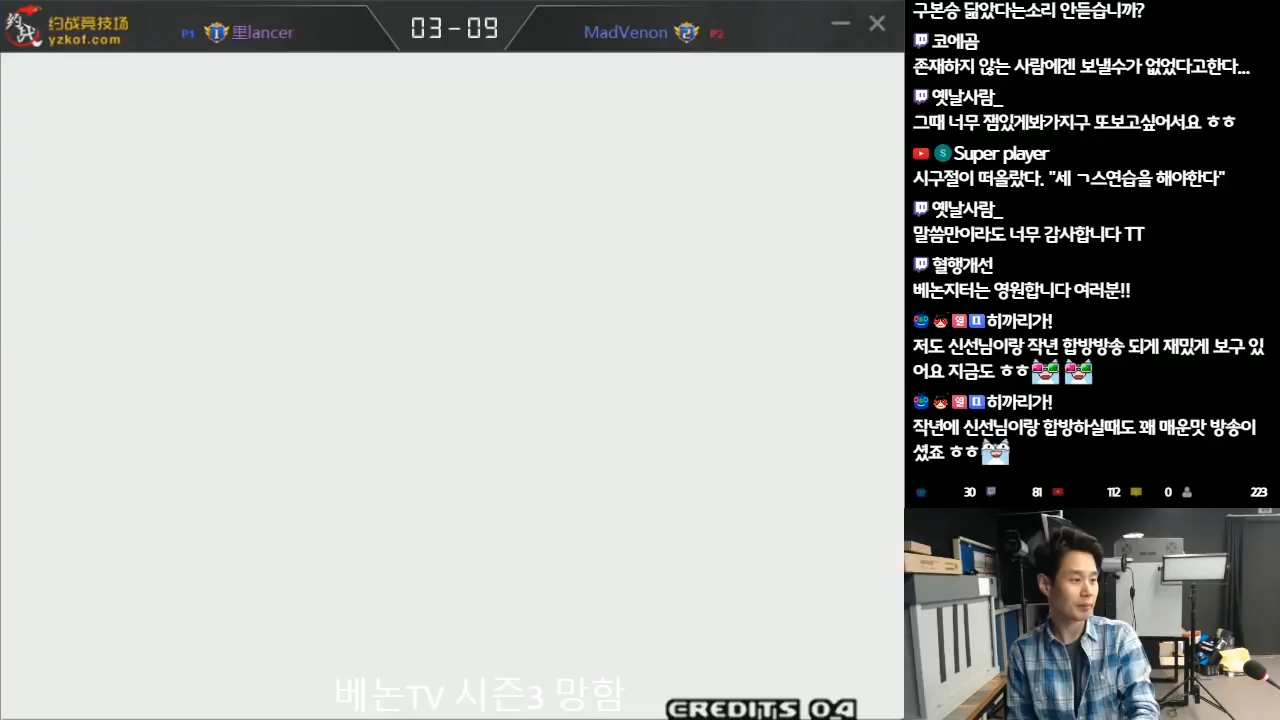 约战竞技场
yzkof.com
P1 1 里lancer
03-09
MadVenon 2 P2
베논TV 시즌3 망함
CREDITS 04
구본승 닮았다는소리 안듣습니까?
코에곰
존재하지 않는 사람에겐 보낼수가 없었다고한다...
옛날사람_
그때 너무 잼있게봐가지구 또보고싶어서요 ㅎㅎ
S Super player
시구절이 떠올랐다. "세 ㄱ스연습을 해야한다"
옛날사람_
말씀만이라도 너무 감사합니다 TT
혈행개선
베논지터는 영원합니다 여러분!!
열 히까리가!
저도 신선님이랑 작년 합방방송 되게 재밌게 보구 있
어요 지금도 ㅎㅎ
열 히까리가!
작년에 신선님이랑 합방하실때도 꽤 매운맛 방송이
셨죠 ㅎㅎ
30 81 112 0 223